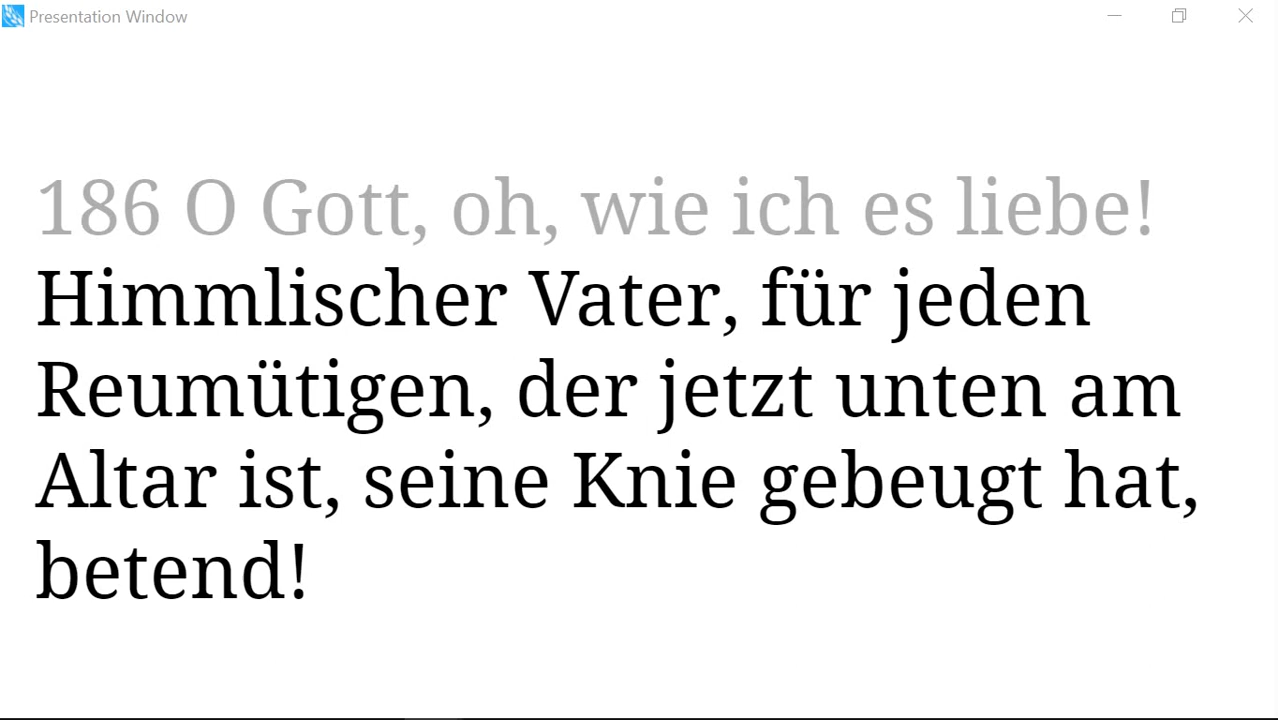 Presentation Window
186 O Gott, oh, wie ich es liebe!
Himmlischer Vater, für jeden
Reumütigen, der jetzt unten am
Altar ist, seine Knie gebeugt hat,
betend!